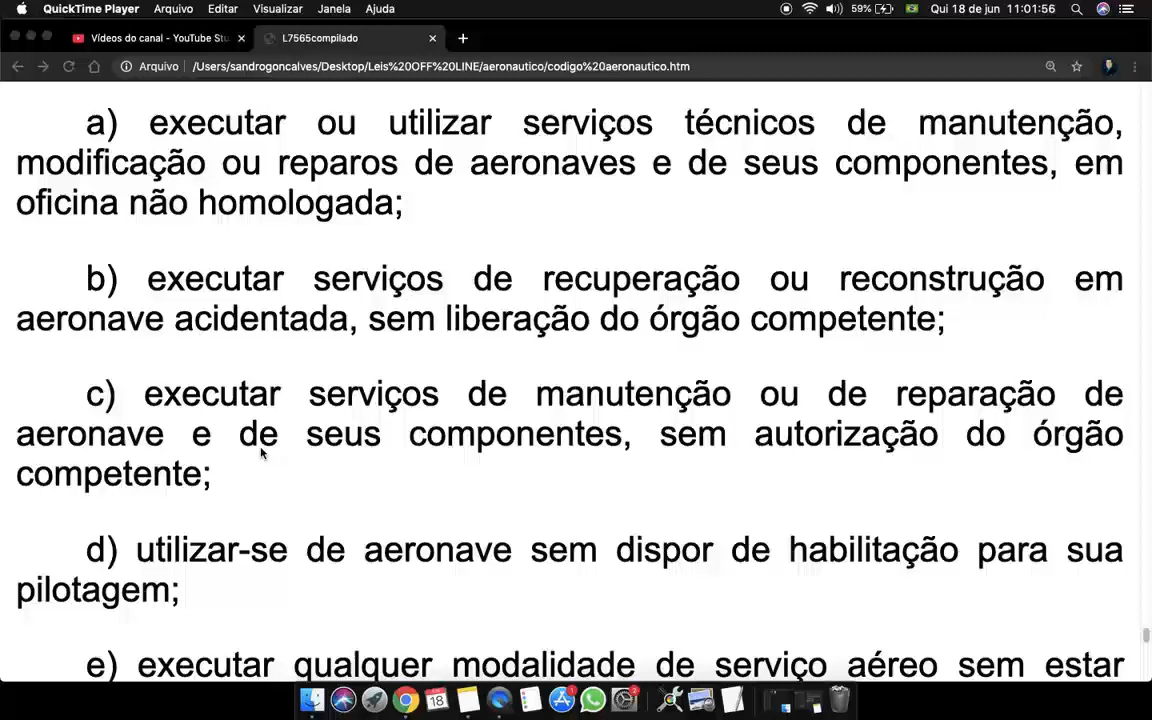 QuickTime Player Arquivo Editar Visualizar Janela Ajuda 59% Qui 18 de jun 11:01:56
Vídeos do canal - YouTube Stu L7565compilado
Arquivo /Users/sandrogoncalves/Desktop/Leis%20OFF%20LINE/aeronautico/codigo%20aeronautico.htm
a) executar ou utilizar serviços técnicos de manutenção,
modificação ou reparos de aeronaves e de seus componentes, em
oficina não homologada;
b) executar serviços de recuperação ou reconstrução em
aeronave acidentada, sem liberação do órgão competente;
c) executar serviços de manutenção ou de reparação de
aeronave e de seus componentes, sem autorização do órgão
competente;
d) utilizar-se de aeronave sem dispor de habilitação para sua
pilotagem;
e) executar qualquer modalidade de serviço aéreo sem estar
18